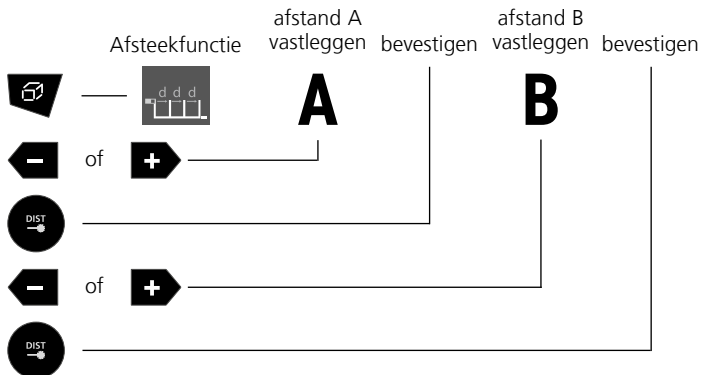 Afsteekfunctie
afstand A
vastleggen
bevestigen
afstand B
vastleggen
bevestigen
d d d
A
B
- of +
DIST
- of +
DIST